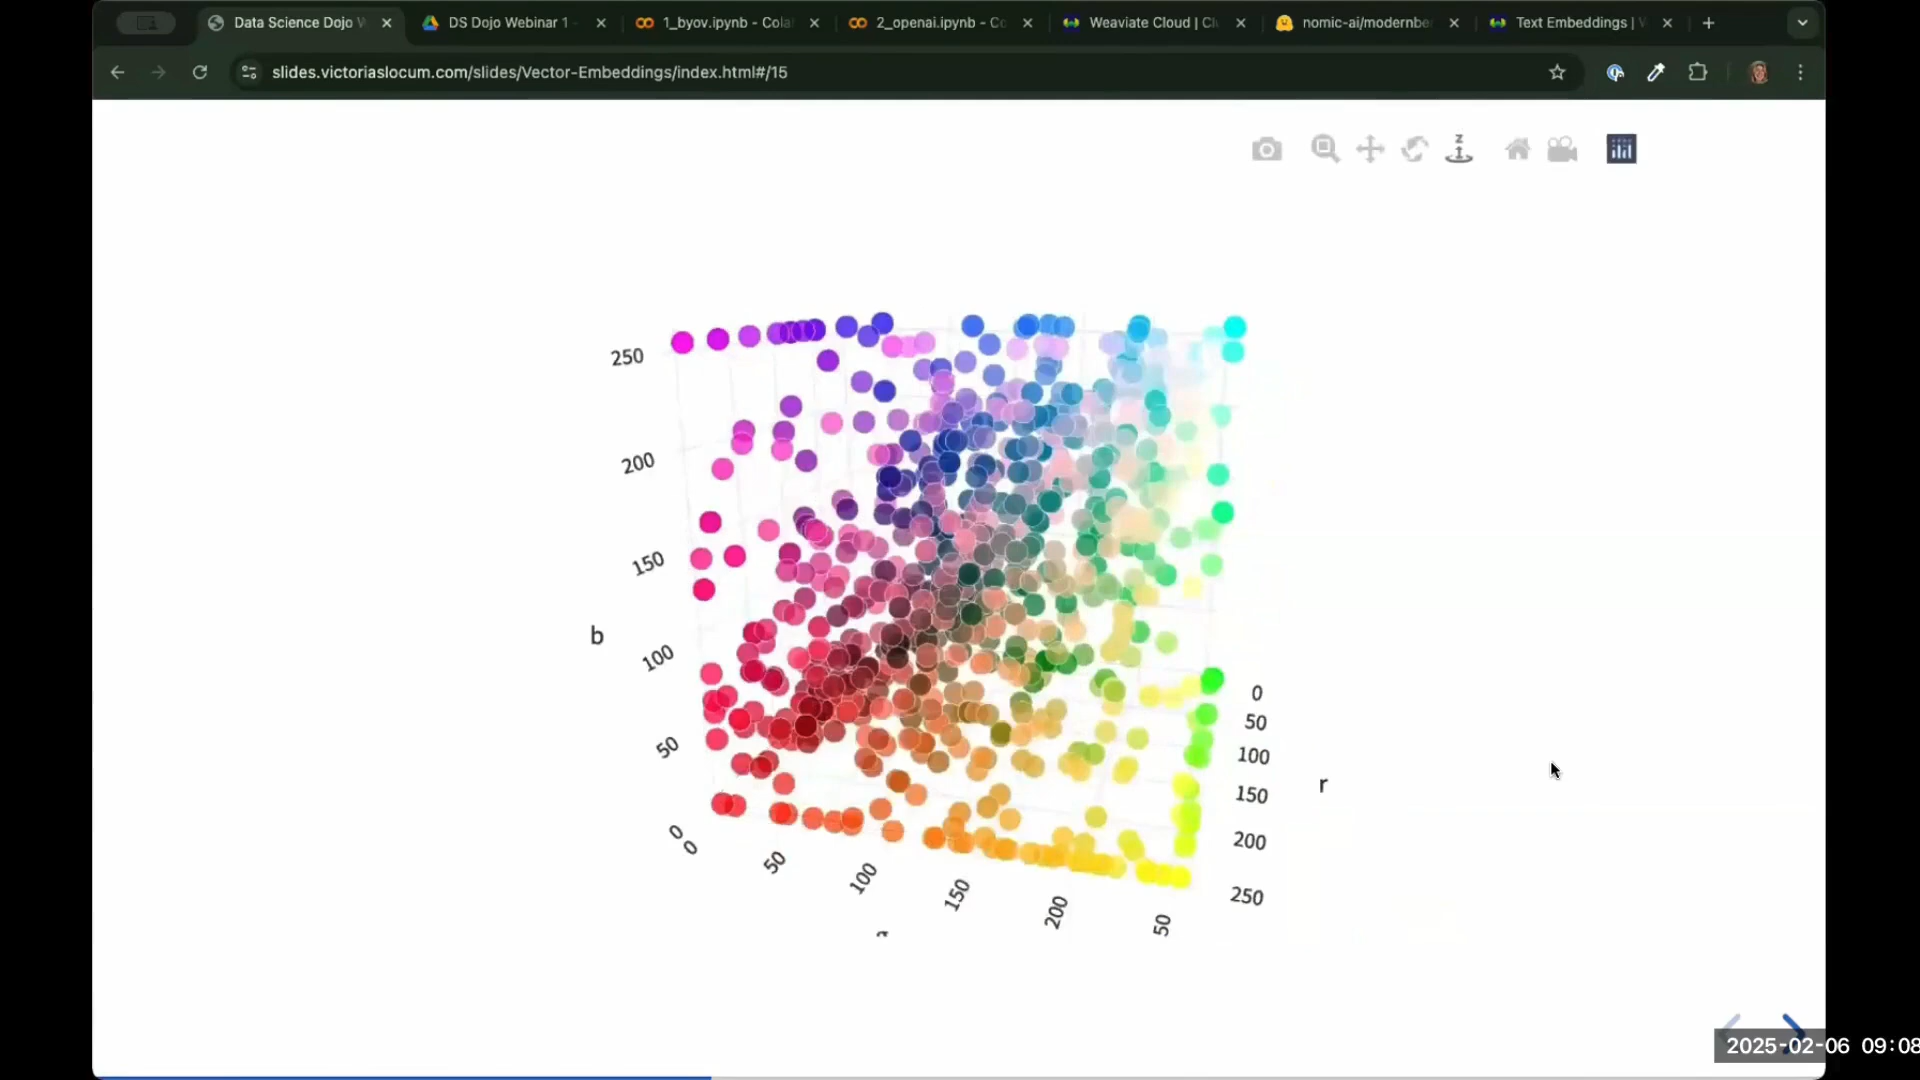 Data Science Dojo W
DS Dojo Webinar 1 -
1_byov.ipynb - Cola
2_openai.ipynb - Co
Weaviate Cloud | Cl
nomic-ai/modernbe
Text Embeddings |
slides.victoriaslocum.com/slides/Vector-Embeddings/index.html#/15
z
250
200
150
100
50
0
b
0
50
100
150
200
50
0
50
100
150
200
250
r
2025-02-06 09:08